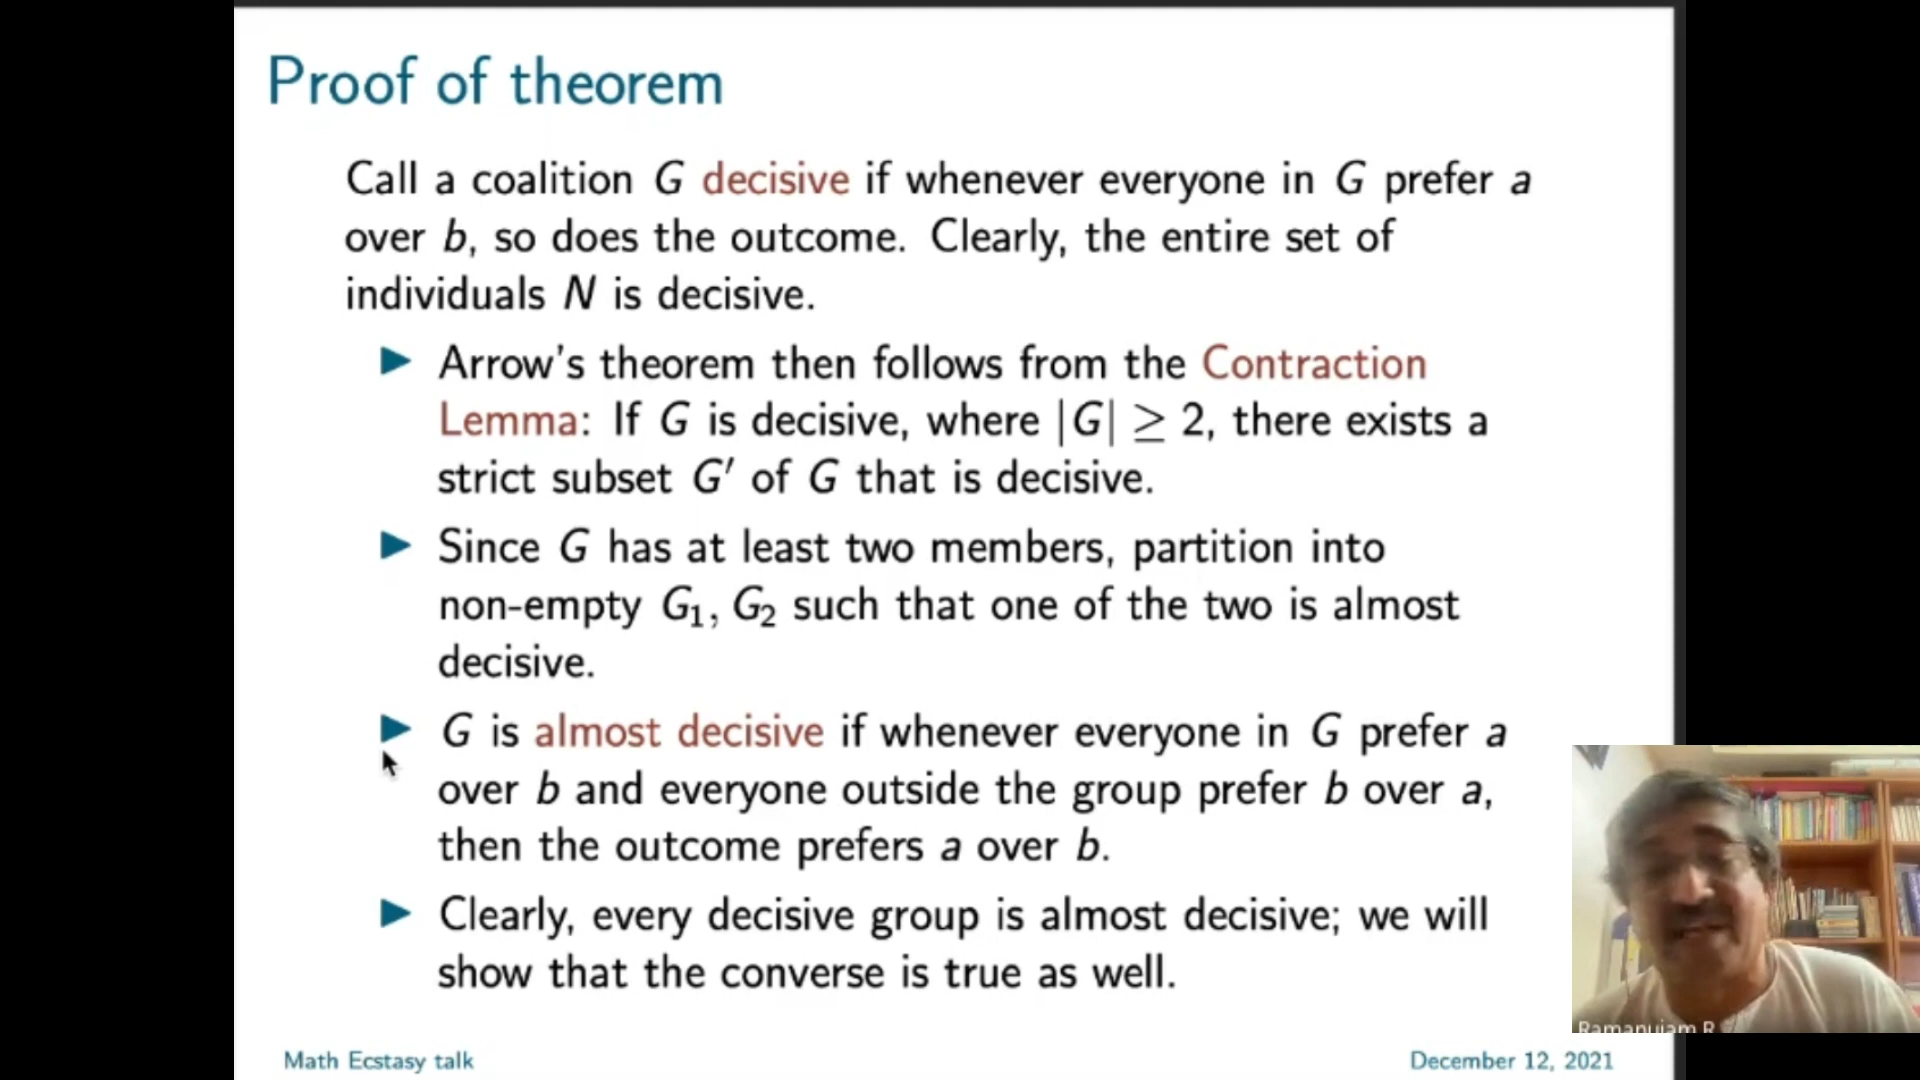 Proof of theorem
Call a coalition G decisive if whenever everyone in G prefer a
over b, so does the outcome. Clearly, the entire set of
individuals N is decisive.
▶ Arrow's theorem then follows from the Contraction
Lemma: If G is decisive, where |G| ≥ 2, there exists a
strict subset G′ of G that is decisive.
▶ Since G has at least two members, partition into
non-empty G₁, G₂ such that one of the two is almost
decisive.
▶ G is almost decisive if whenever everyone in G prefer a
over b and everyone outside the group prefer b over a,
then the outcome prefers a over b.
▶ Clearly, every decisive group is almost decisive; we will
show that the converse is true as well.
Ramanujam R
Math Ecstasy talk
December 12, 2021